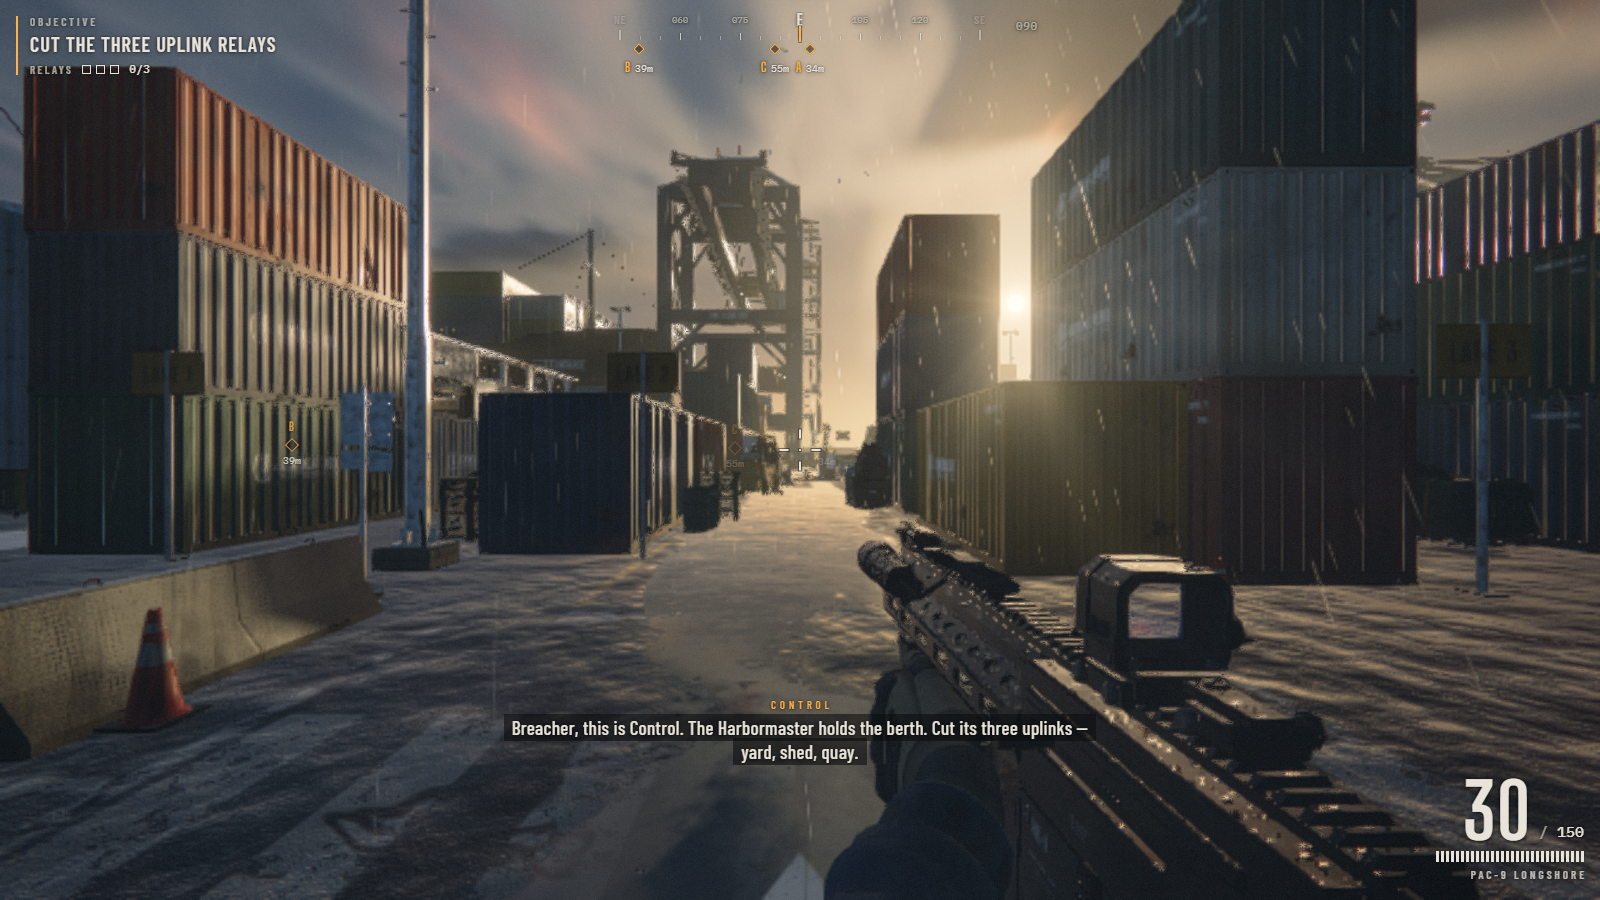 OBJECTIVE
CUT THE THREE UPLINK RELAYS
RELAYS 0/3
NE 060 075 E 105 120 SE 090
B 39m C 55m A 34m
B
39m
55m
CONTROL
Breacher, this is Control. The Harbormaster holds the berth. Cut its three uplinks —
yard, shed, quay.
30 / 150
PAC-9 LONGSHORE